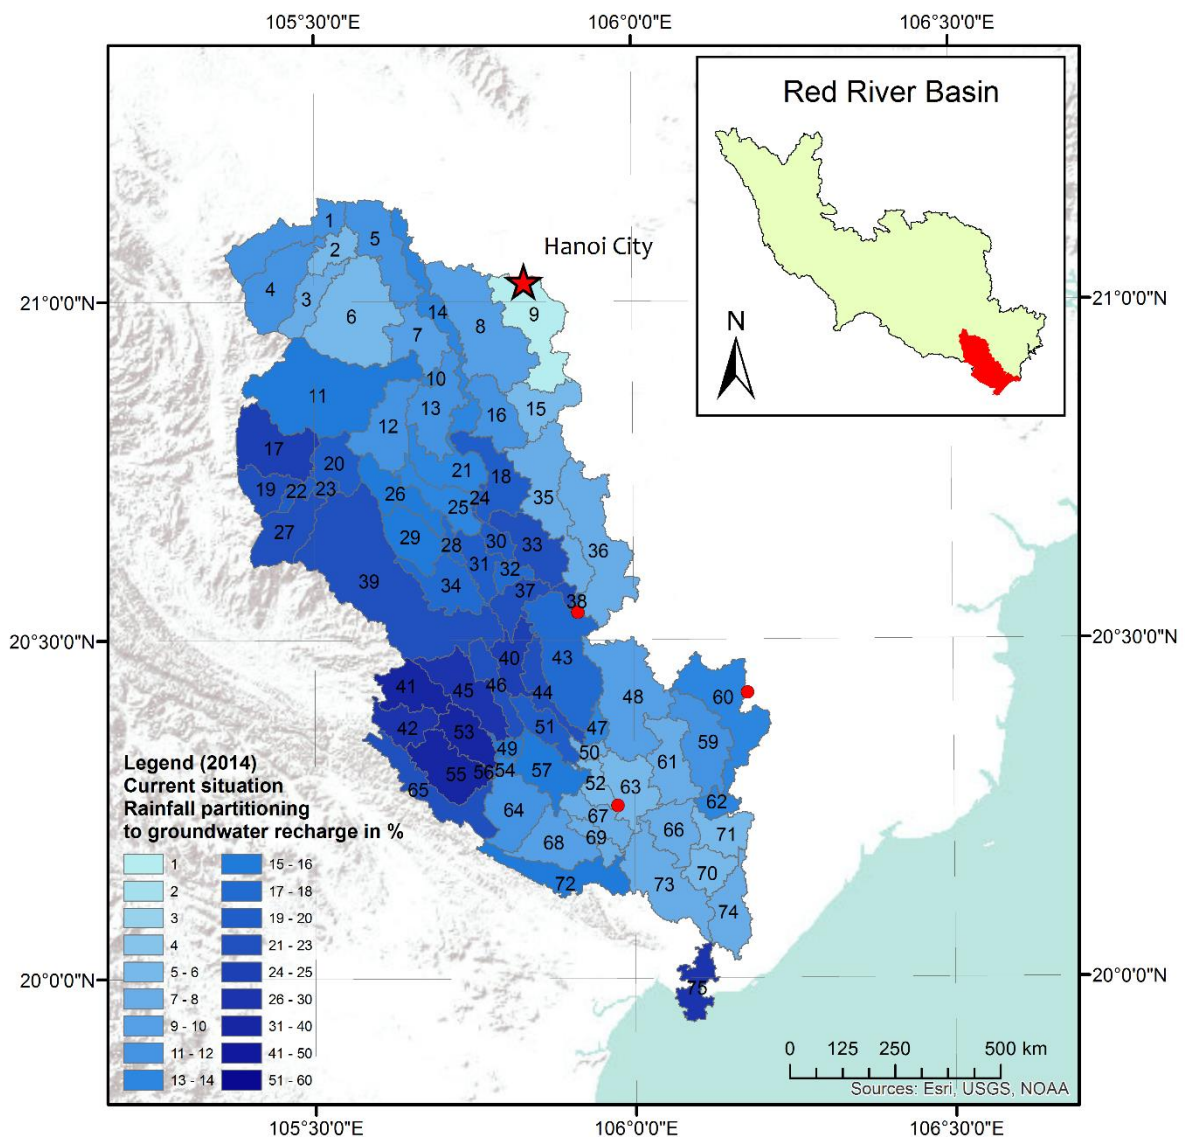 105°30'0"E
106°0'0"E
106°30'0"E
Red River Basin
Hanoi City
N
21°0'0"N
21°0'0"N
20°30'0"N
20°30'0"N
20°0'0"N
20°0'0"N
1
2
3
4
5
6
7
8
9
10
11
12
13
14
15
16
17
18
19
20
21
22
23
24
25
26
27
28
29
30
31
32
33
34
35
36
37
38
39
40
41
42
43
44
45
46
47
48
49
50
51
52
53
54
55
56
57
59
60
61
62
63
64
65
66
67
68
69
70
71
72
73
74
75
Legend (2014)
Current situation
Rainfall partitioning
to groundwater recharge in %
1
2
3
4
5 - 6
7 - 8
9 - 10
11 - 12
13 - 14
15 - 16
17 - 18
19 - 20
21 - 23
24 - 25
26 - 30
31 - 40
41 - 50
51 - 60
0 125 250 500 km
Sources: Esri, USGS, NOAA
105°30'0"E
106°0'0"E
106°30'0"E